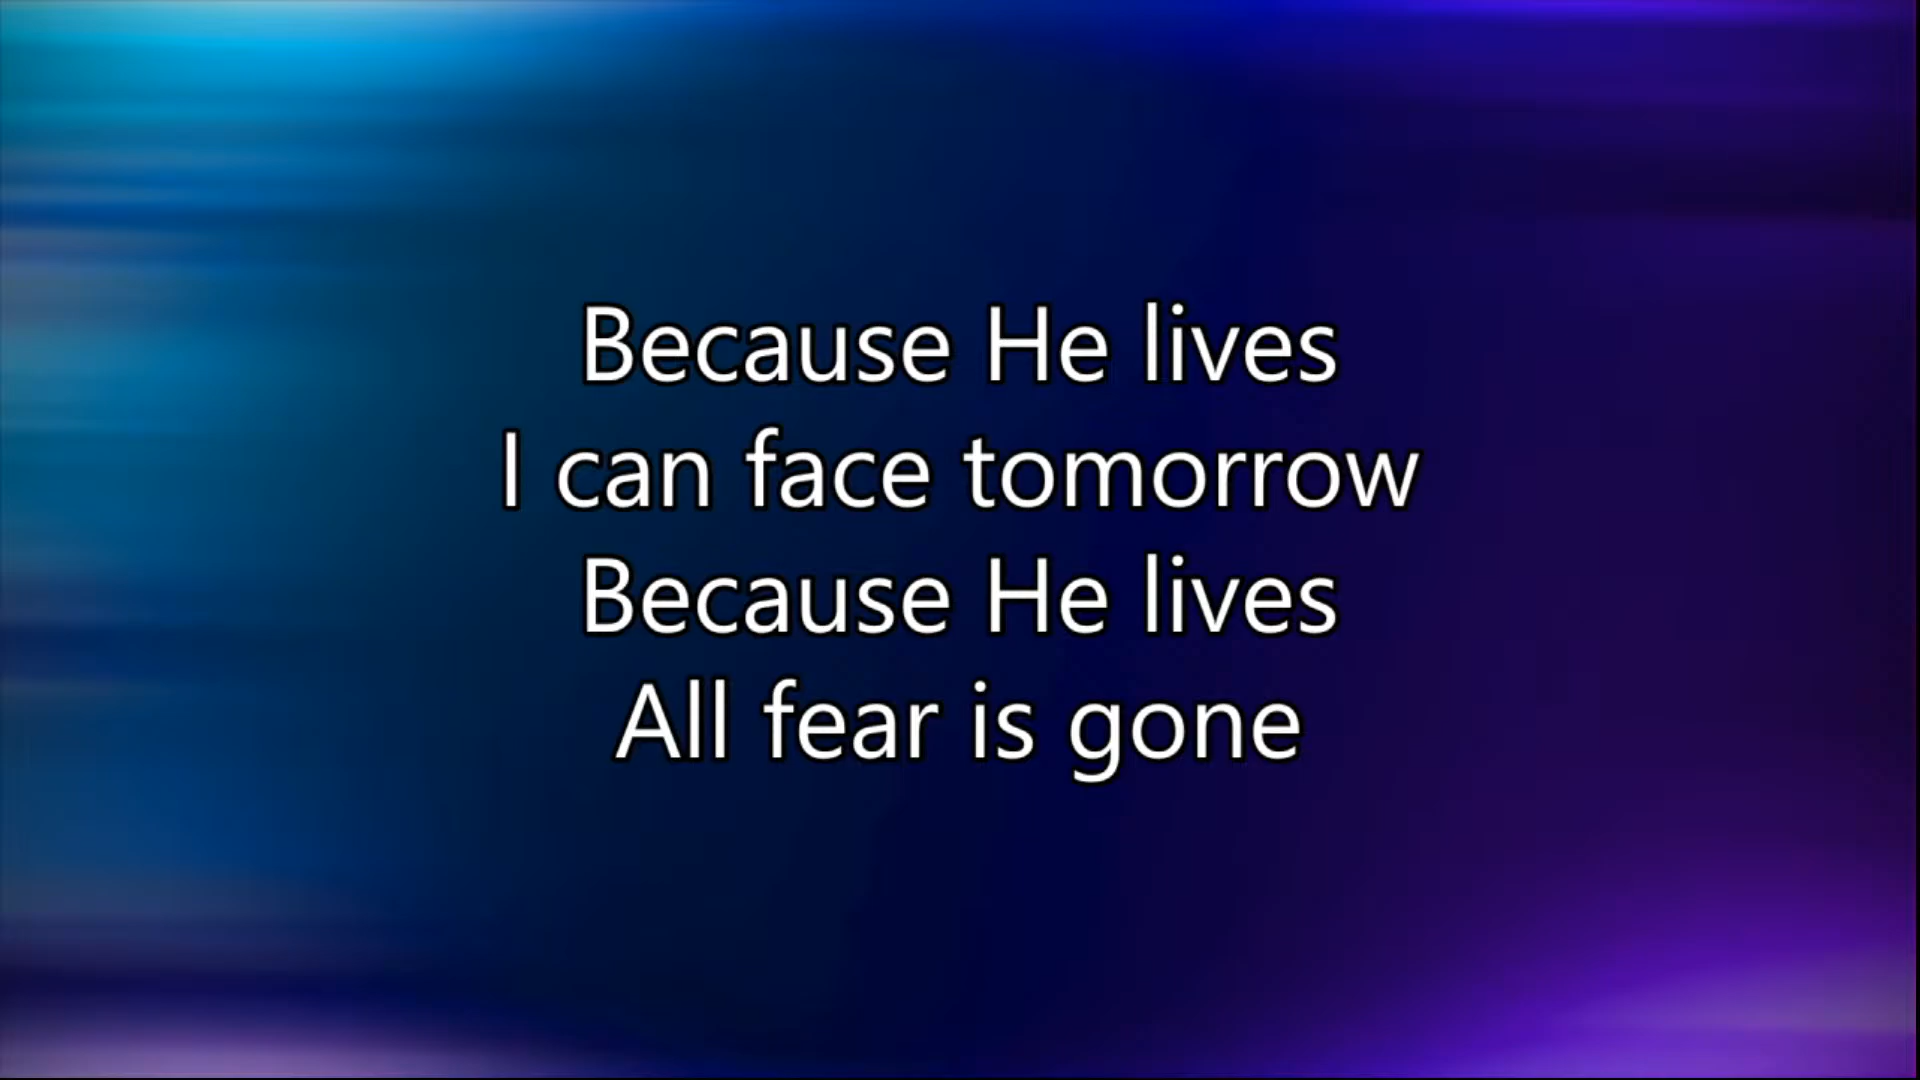 Because He lives
I can face tomorrow
Because He lives
All fear is gone